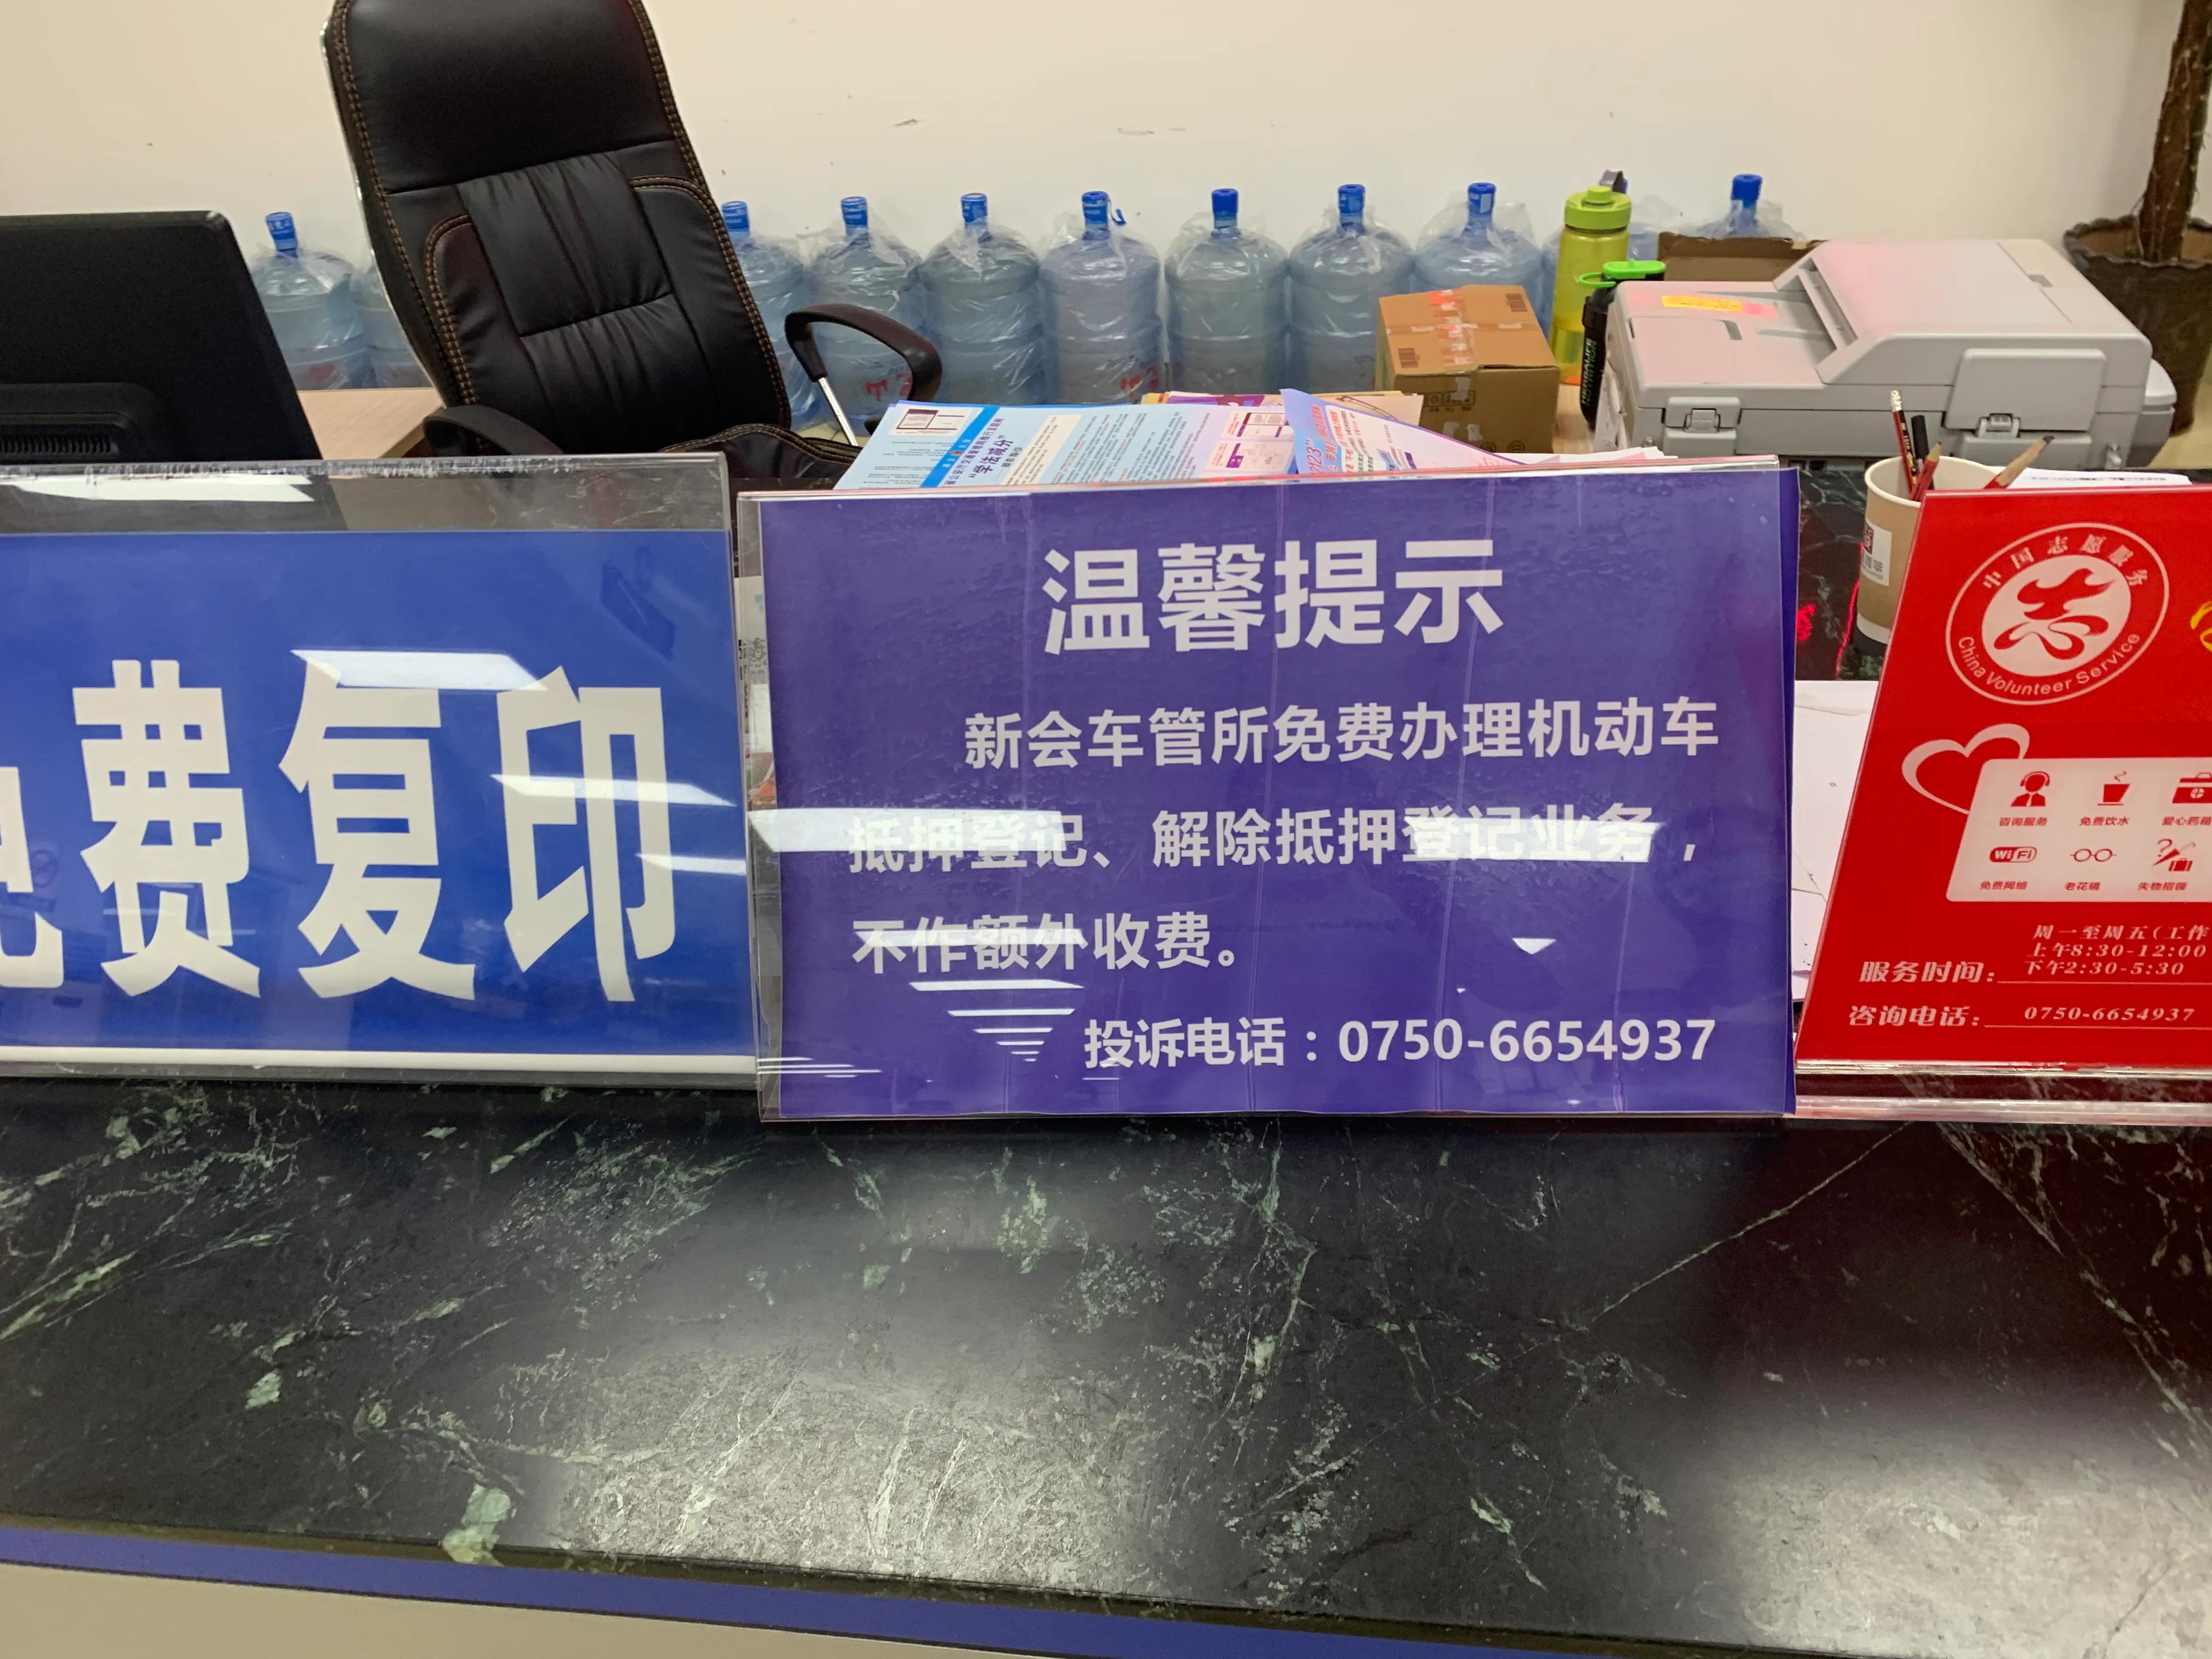 免费复印
温馨提示
新会车管所免费办理机动车
抵押登记、解除抵押登记业务，
不作额外收费。
投诉电话：0750-6654937
中国志愿服务
China Volunteer Service
咨询服务 免费饮水 爱心药箱
WiFi
免费网络 老花镜 失物招领
周一至周五(工作
上午8:30-12:00
服务时间： 下午2:30-5:30
咨询电话： 0750-6654937
"学法减分"